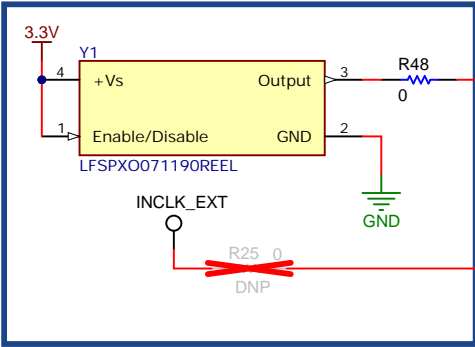 3.3V
Y1
4 +Vs Output 3
R48
0
1 Enable/Disable GND 2
LFSPXO071190REEL
GND
INCLK_EXT
R25 0
DNP